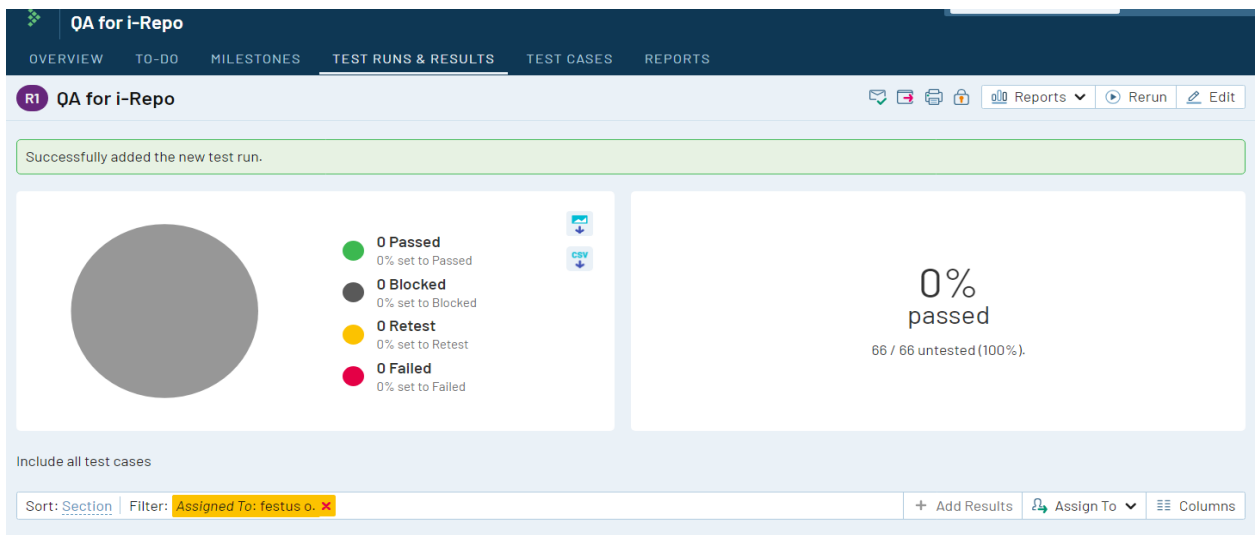 QA for i-Repo
OVERVIEW TO-DO MILESTONES TEST RUNS & RESULTS TEST CASES REPORTS
R1 QA for i-Repo Reports Rerun Edit
Successfully added the new test run.
0 Passed
0% set to Passed
CSV
0 Blocked
0% set to Blocked
0 Retest
0% set to Retest
0 Failed
0% set to Failed
0%
passed
66 / 66 untested (100%).
Include all test cases
Sort: Section Filter: Assigned To: festus o. + Add Results Assign To Columns